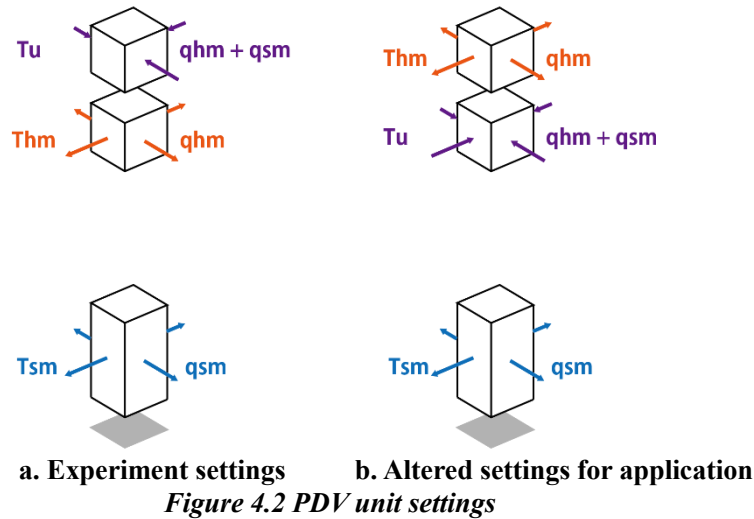 Tu qhm + qsm
Thm qhm
Thm qhm
Tu qhm + qsm
Tsm qsm
Tsm qsm
a. Experiment settings
b. Altered settings for application
Figure 4.2 PDV unit settings